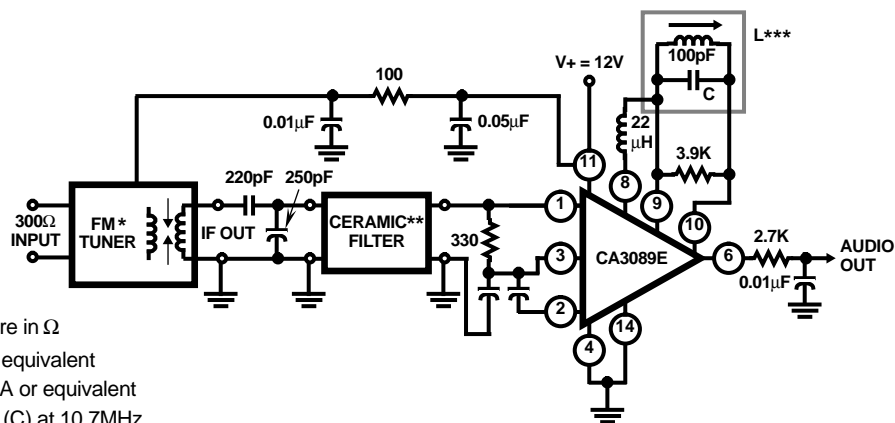 L***
100pF
C
V+ = 12V
100
0.01µF
0.05µF
22
µH
3.9K
11
8
9
10
220pF
250pF
300Ω
INPUT
FM*
TUNER
IF OUT
CERAMIC**
FILTER
330
1
3
2
CA3089E
6
2.7K
AUDIO
OUT
0.01µF
4
14
re in Ω
equivalent
A or equivalent
(C) at 10.7MHz